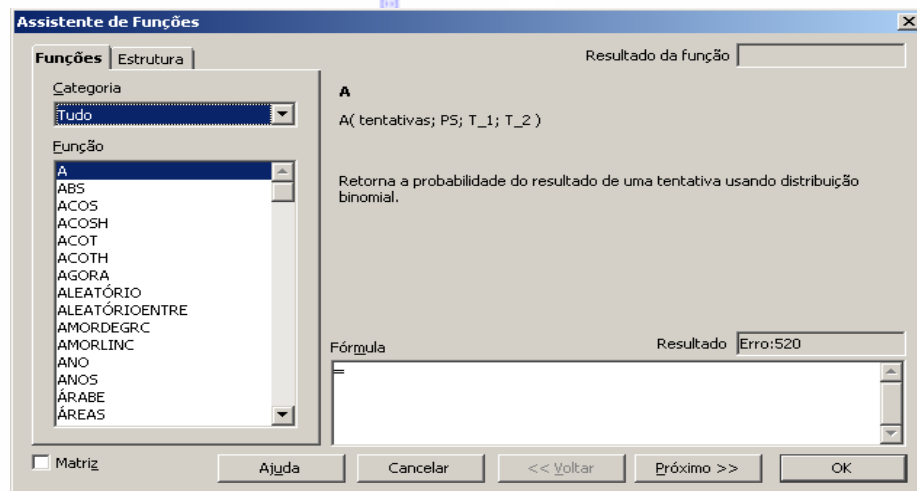 Assistente de Funções
Funções Estrutura
Resultado da função
Categoria
Tudo
Função
A
ABS
ACOS
ACOSH
ACOT
ACOTH
AGORA
ALEATÓRIO
ALEATÓRIOENTRE
AMORDEGRC
AMORLINC
ANO
ANOS
ÁRABE
ÁREAS
A
A( tentativas; PS; T_1; T_2 )
Retorna a probabilidade do resultado de uma tentativa usando distribuição
binomial.
Fórmula
Resultado Erro:520
=
Matriz
Ajuda
Cancelar
<< Voltar
Próximo >>
OK